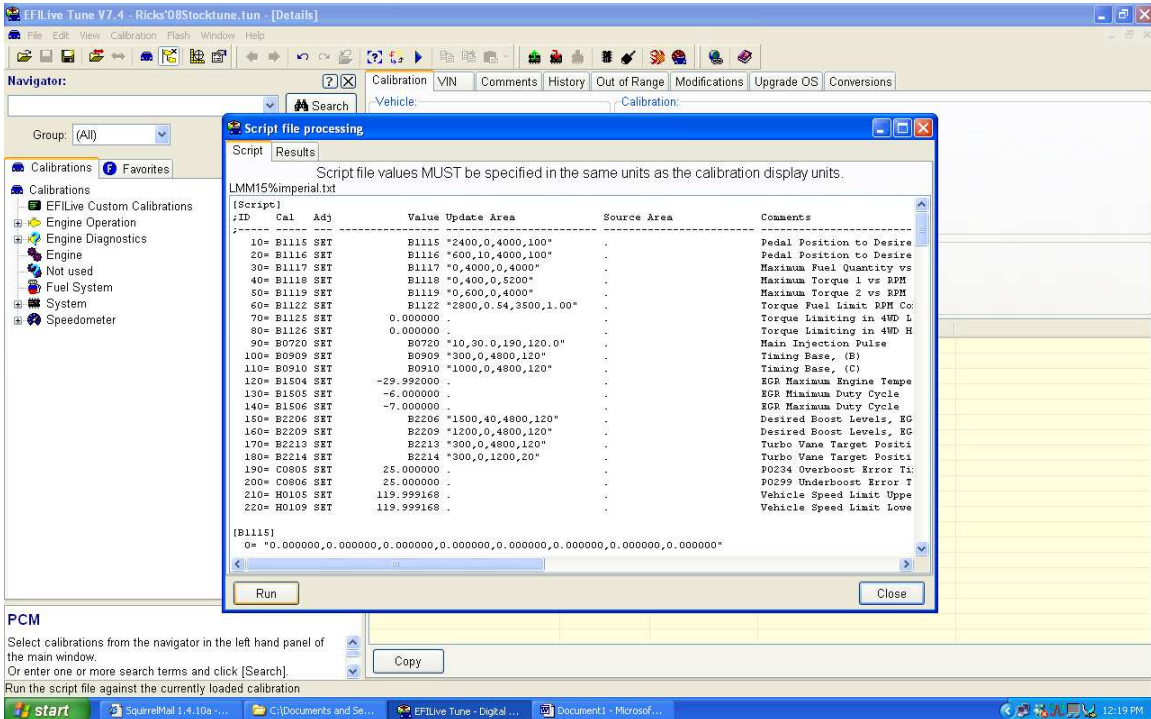 EFILive Tune V7.4 - Ricks'08Stocktune.tun - [Details]
File Edit View Calibration Flash Window Help
Navigator:
Search
Group: (All)
Calibrations Favorites
Calibrations
EFILive Custom Calibrations
Engine Operation
Engine Diagnostics
Engine
Not used
Fuel System
System
Speedometer
Calibration VIN Comments History Out of Range Modifications Upgrade OS Conversions
Vehicle: Calibration:
Script file processing
Script Results
Script file values MUST be specified in the same units as the calibration display units.
LMM15%imperial.txt
[Script]
;ID Cal Adj Value Update Area Source Area Comments
;----- ----- --- ---------------- ------------------------ ------------------------ ------------------------
10= B1115 SET B1115 "2400,0,4000,100" . Pedal Position to Desire
20= B1116 SET B1116 "600,10,4000,100" . Pedal Position to Desire
30= B1117 SET B1117 "0,4000,0,4000" . Maximum Fuel Quantity vs
40= B1118 SET B1118 "0,400,0,5200" . Maximum Torque 1 vs RPM
50= B1119 SET B1119 "0,600,0,4000" . Maximum Torque 2 vs RPM
60= B1122 SET B1122 "2800,0.54,3500,1.00" . Torque Fuel Limit RPM Co
70= B1125 SET 0.000000 . . Torque Limiting in 4WD L
80= B1126 SET 0.000000 . . Torque Limiting in 4WD H
90= B0720 SET B0720 "10,30.0,190,120.0" . Main Injection Pulse
100= B0909 SET B0909 "300,0,4800,120" . Timing Base, (B)
110= B0910 SET B0910 "1000,0,4800,120" . Timing Base, (C)
120= B1504 SET -29.992000 . . EGR Maximum Engine Tempe
130= B1505 SET -6.000000 . . EGR Minimum Duty Cycle
140= B1506 SET -7.000000 . . EGR Maximum Duty Cycle
150= B2206 SET B2206 "1500,40,4800,120" . Desired Boost Levels, EG
160= B2209 SET B2209 "1200,0,4800,120" . Desired Boost Levels, EG
170= B2213 SET B2213 "300,0,4800,120" . Turbo Vane Target Positi
180= B2214 SET B2214 "300,0,1200,20" . Turbo Vane Target Positi
190= C0805 SET 25.000000 . . P0234 Overboost Error Ti
200= C0806 SET 25.000000 . . P0299 Underboost Error T
210= H0105 SET 119.999168 . . Vehicle Speed Limit Uppe
220= H0109 SET 119.999168 . . Vehicle Speed Limit Lowe
[B1115]
0= "0.000000,0.000000,0.000000,0.000000,0.000000,0.000000,0.000000,0.000000"
Run Close
PCM
Select calibrations from the navigator in the left hand panel of
the main window.
Or enter one or more search terms and click [Search].
Copy
Run the script file against the currently loaded calibration
start SquirrelMail 1.4.10a -... C:\Documents and Se... EFILive Tune - Digital ... Document1 - Microsof... 12:19 PM